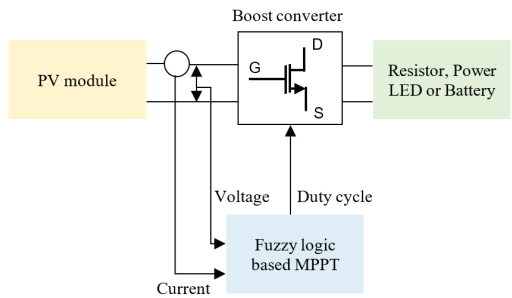 Boost converter
PV module
G
D
S
Resistor, Power
LED or Battery
Voltage
Duty cycle
Fuzzy logic
based MPPT
Current